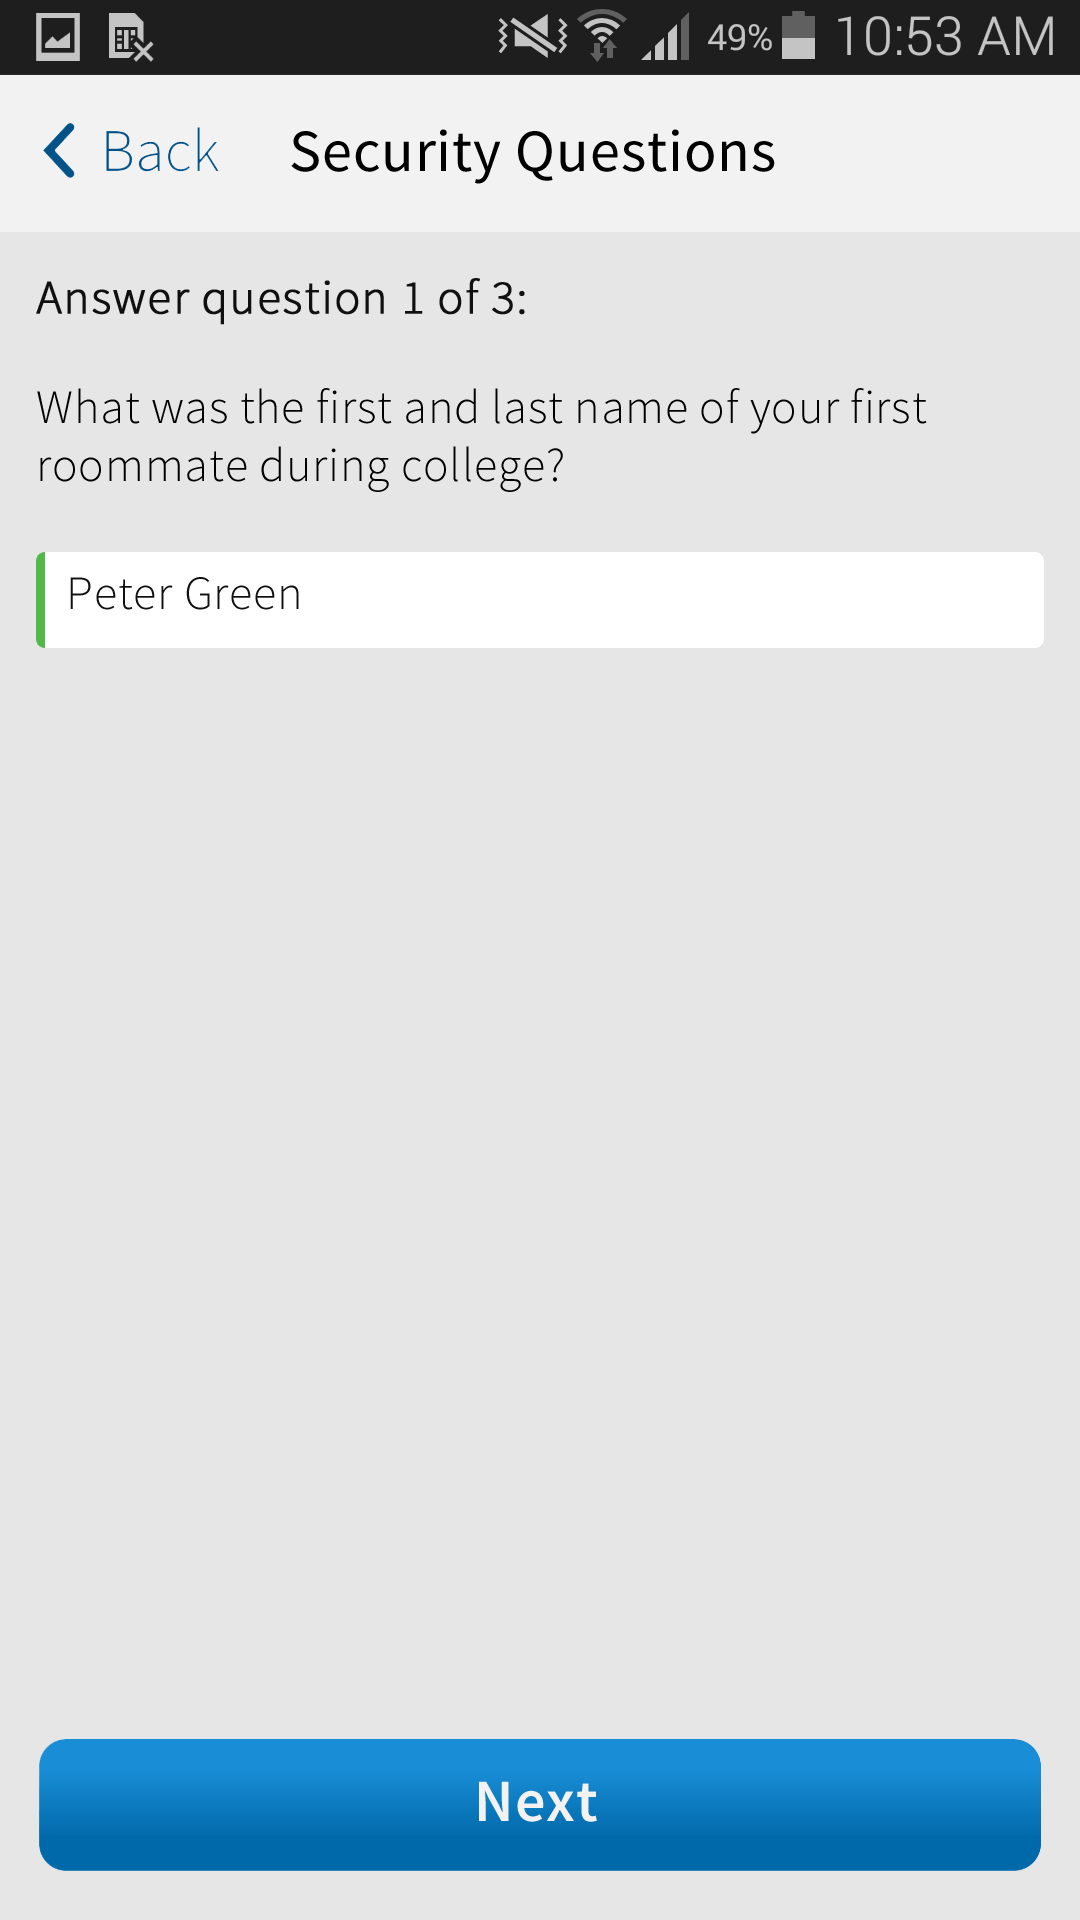 49% 10:53 AM
Back Security Questions
Answer question 1 of 3:
What was the first and last name of your first
roommate during college?
Peter Green
Next